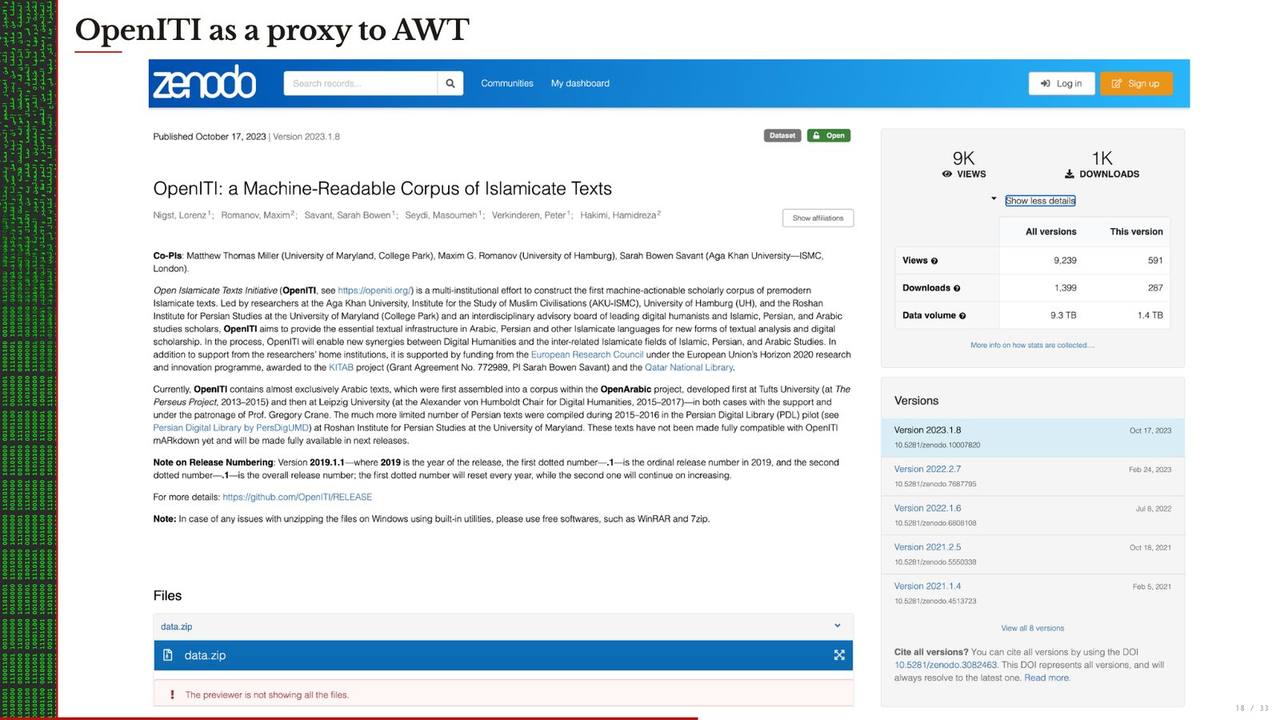 OpenITI as a proxy to AWT
zenodo
Search records...
Communities
My dashboard
Log in
Sign up
Published October 17, 2023 | Version 2023.1.8
Dataset
Open
OpenITI: a Machine-Readable Corpus of Islamicate Texts
Nigst, Lorenz1; Romanov, Maxim2; Savant, Sarah Bowen1; Seydi, Masoumeh1; Verkinderen, Peter1; Hakimi, Hamidreza2
Show affiliations
Co-PIs: Matthew Thomas Miller (University of Maryland, College Park), Maxim G. Romanov (University of Hamburg), Sarah Bowen Savant (Aga Khan University—ISMC,
London).
Open Islamicate Texts Initiative (OpenITI, see https://openiti.org/) is a multi-institutional effort to construct the first machine-actionable scholarly corpus of premodern
Islamicate texts. Led by researchers at the Aga Khan University, Institute for the Study of Muslim Civilisations (AKU-ISMC), University of Hamburg (UH), and the Roshan
Institute for Persian Studies at the University of Maryland (College Park) and an interdisciplinary advisory board of leading digital humanists and Islamic, Persian, and Arabic
studies scholars, OpenITI aims to provide the essential textual infrastructure in Arabic, Persian and other Islamicate languages for new forms of textual analysis and digital
scholarship. In the process, OpenITI will enable new synergies between Digital Humanities and the inter-related Islamicate fields of Islamic, Persian, and Arabic Studies. In
addition to support from the researchers' home institutions, it is supported by funding from the European Research Council under the European Union's Horizon 2020 research
and innovation programme, awarded to the KITAB project (Grant Agreement No. 772989, PI Sarah Bowen Savant) and the Qatar National Library.
Currently, OpenITI contains almost exclusively Arabic texts, which were first assembled into a corpus within the OpenArabic project, developed first at Tufts University (at The
Perseus Project, 2013–2015) and then at Leipzig University (at the Alexander von Humboldt Chair for Digital Humanities, 2015–2017)—in both cases with the support and
under the patronage of Prof. Gregory Crane. The much more limited number of Persian texts were compiled during 2015–2016 in the Persian Digital Library (PDL) pilot (see
Persian Digital Library by PersDigUMD) at Roshan Institute for Persian Studies at the University of Maryland. These texts have not been made fully compatible with OpenITI
mARkdown yet and will be made fully available in next releases.
Note on Release Numbering: Version 2019.1.1—where 2019 is the year of the release, the first dotted number—.1—is the ordinal release number in 2019, and the second
dotted number—.1—is the overall release number; the first dotted number will reset every year, while the second one will continue on increasing.
For more details: https://github.com/OpenITI/RELEASE
Note: In case of any issues with unzipping the files on Windows using built-in utilities, please use free softwares, such as WinRAR and 7zip.
Files
data.zip
data.zip
The previewer is not showing all the files.
9K
1K
VIEWS
DOWNLOADS
Show less details
All versions
This version
Views
9,239
591
Downloads
1,399
287
Data volume
9.3 TB
1.4 TB
More info on how stats are collected....
Versions
Version 2023.1.8
Oct 17, 2023
10.5281/zenodo.10007820
Version 2022.2.7
Feb 24, 2023
10.5281/zenodo.7687795
Version 2022.1.6
Jul 8, 2022
10.5281/zenodo.6808108
Version 2021.2.5
Oct 18, 2021
10.5281/zenodo.5550338
Version 2021.1.4
Feb 5, 2021
10.5281/zenodo.4513723
View all 8 versions
Cite all versions? You can cite all versions by using the DOI
10.5281/zenodo.3082463. This DOI represents all versions, and will
always resolve to the latest one. Read more.
18 / 33